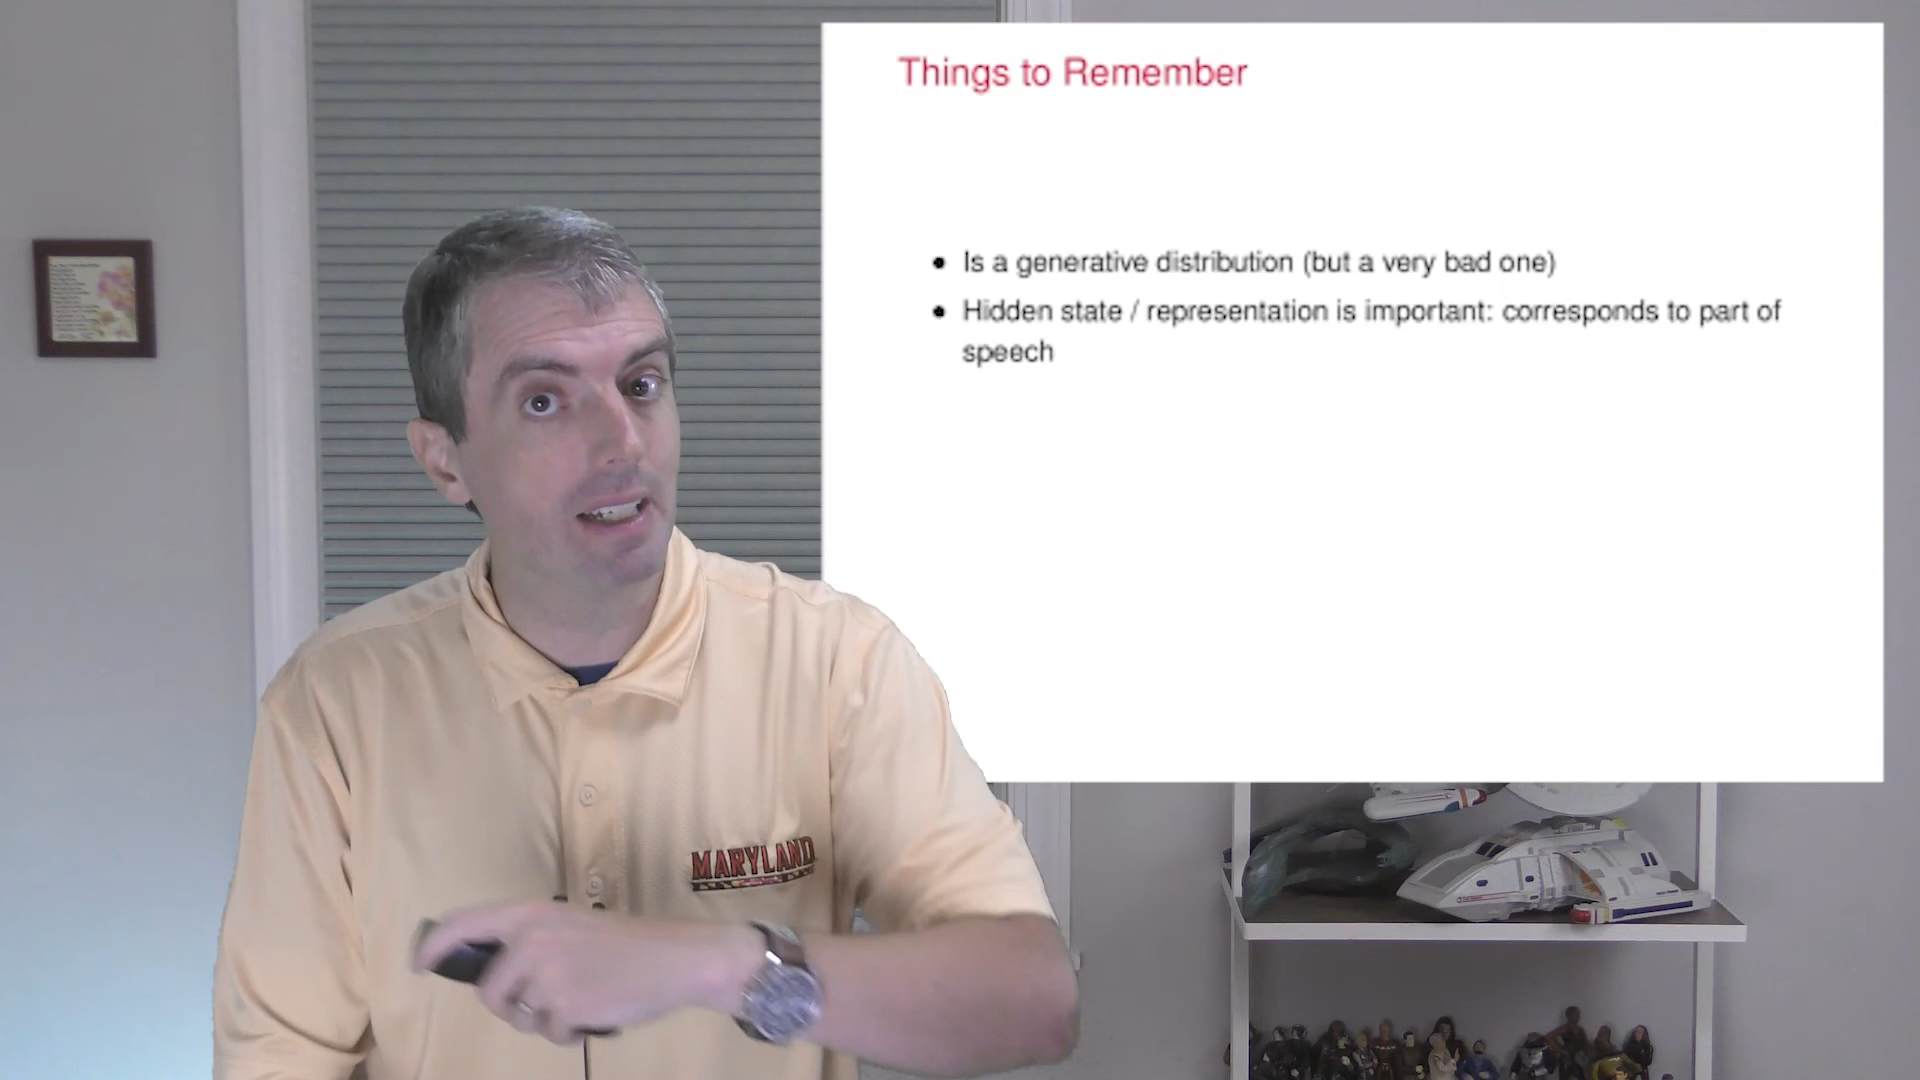 Things to Remember
• Is a generative distribution (but a very bad one)
• Hidden state / representation is important: corresponds to part of
speech
MARYLAND